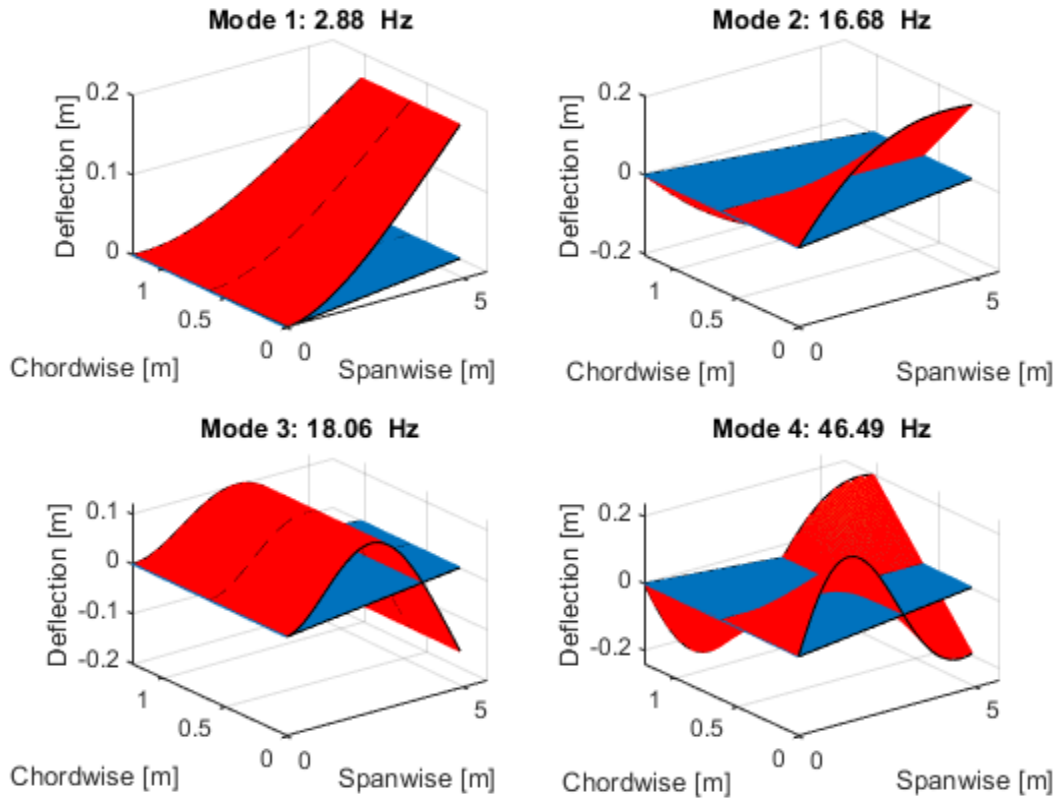 Mode 1: 2.88 Hz
Deflection [m]
0.2
0.1
0
1
0.5
0
0
5
Chordwise [m]
Spanwise [m]
Mode 2: 16.68 Hz
Deflection [m]
0.2
0
-0.2
1
0.5
0
0
5
Chordwise [m]
Spanwise [m]
Mode 3: 18.06 Hz
Deflection [m]
0.1
0
-0.1
-0.2
1
0.5
0
0
5
Chordwise [m]
Spanwise [m]
Mode 4: 46.49 Hz
Deflection [m]
0.2
0
-0.2
1
0.5
0
0
5
Chordwise [m]
Spanwise [m]